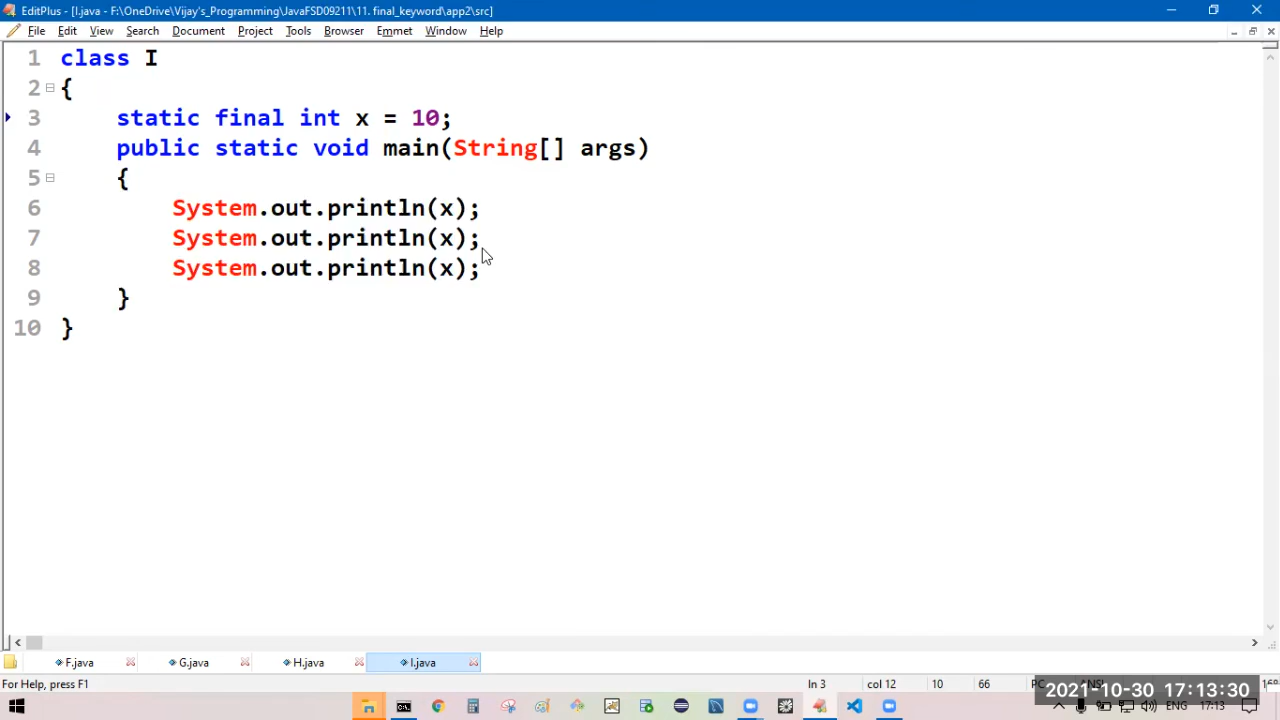 EditPlus - [I.java - F:\OneDrive\Vijay's_Programming\JavaFSD09211\11. final_keyword\app2\src]
File Edit View Search Document Project Tools Browser Emmet Window Help
1 class I
2 {
3 static final int x = 10;
4 public static void main(String[] args)
5 {
6 System.out.println(x);
7 System.out.println(x);
8 System.out.println(x);
9 }
10 }
F.java G.java H.java I.java
For Help, press F1 ln 3 col 12 10 66 PC ANSI
2021-10-30 17:13:30
ENG 17:13